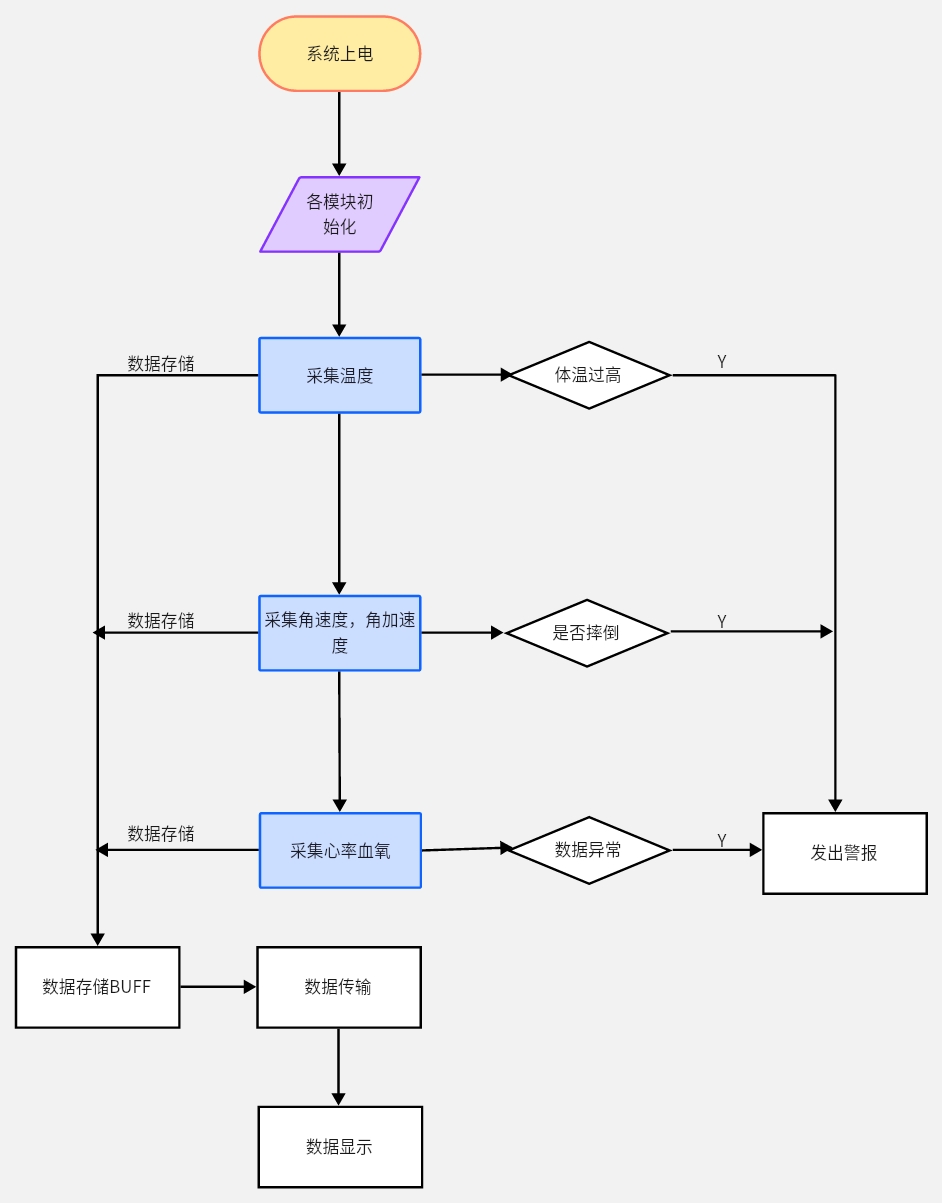 系统上电
各模块初
始化
数据存储
采集温度
体温过高
Y
数据存储
采集角速度，角加速
度
是否摔倒
Y
数据存储
采集心率血氧
数据异常
Y
发出警报
数据存储BUFF
数据传输
数据显示